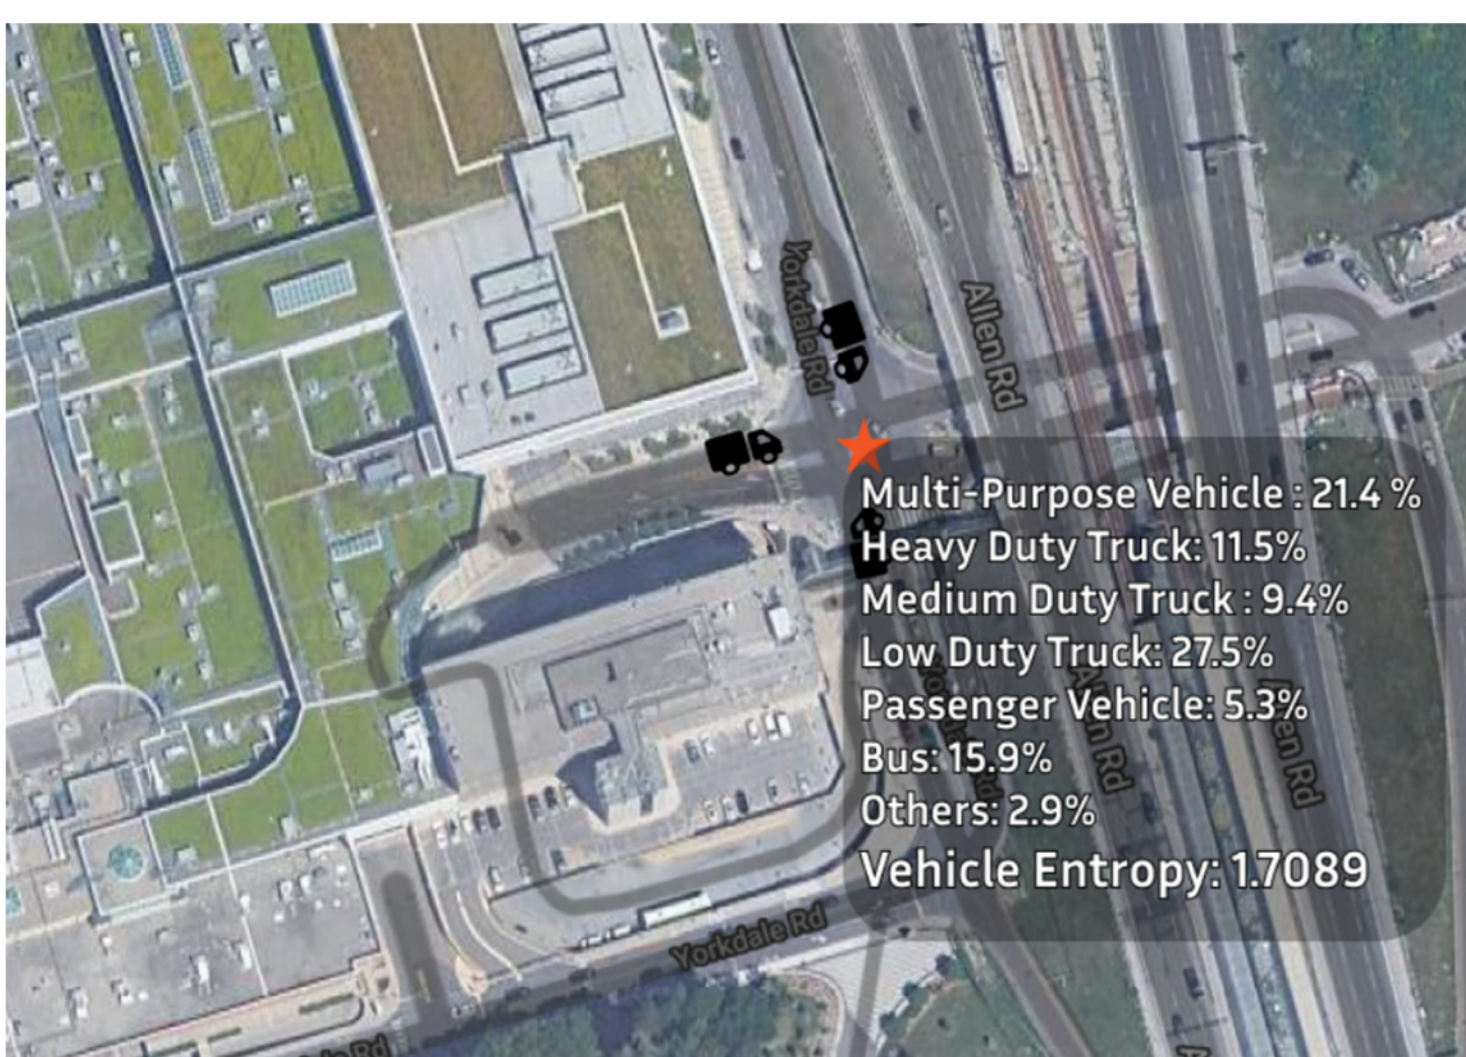 Yorkdale Rd
Allen Rd
Multi-Purpose Vehicle : 21.4 %
Heavy Duty Truck: 11.5%
Medium Duty Truck : 9.4%
Low Duty Truck: 27.5%
Passenger Vehicle: 5.3%
Bus: 15.9%
Others: 2.9%
Vehicle Entropy: 1.7089
Allen Rd
Allen Rd
Yorkdale Rd
dale Rd